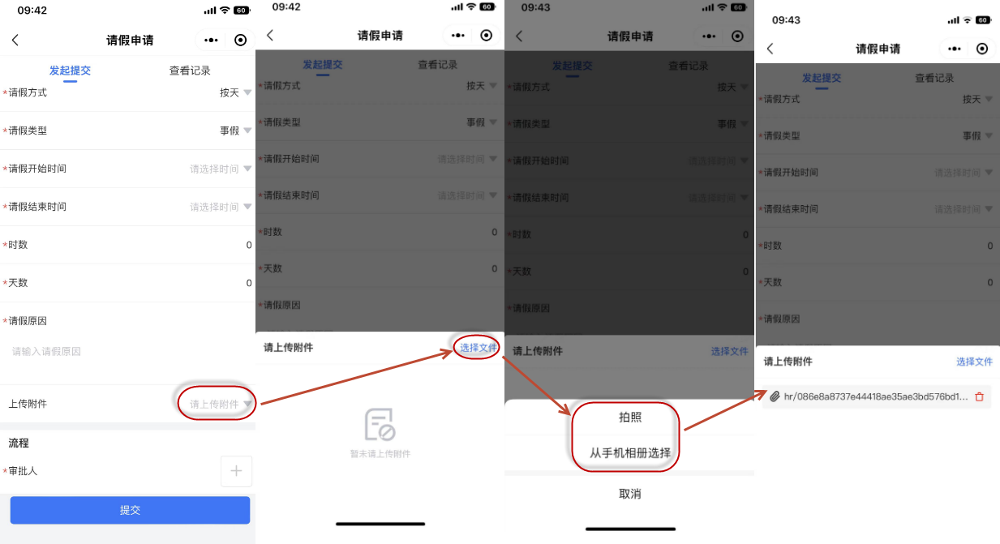 09:42
60
请假申请
发起提交
查看记录
*请假方式
按天
*请假类型
事假
*请假开始时间
请选择时间
*请假结束时间
请选择时间
*时数
0
*天数
0
*请假原因
请输入请假原因
上传附件
请上传附件
流程
*审批人
提交
09:42
60
请假申请
发起提交
查看记录
*请假方式
按天
*请假类型
事假
*请假开始时间
请选择时间
*请假结束时间
请选择时间
*时数
0
*天数
0
*请假原因
请上传附件
选择文件
暂未请上传附件
09:43
60
请假申请
发起提交
查看记录
*请假方式
按天
*请假类型
事假
*请假开始时间
请选择时间
*请假结束时间
请选择时间
*时数
0
*天数
0
*请假原因
请上传附件
选择文件
拍照
从手机相册选择
取消
09:43
60
请假申请
发起提交
查看记录
*请假方式
按天
*请假类型
事假
*请假开始时间
请选择时间
*请假结束时间
请选择时间
*时数
0
*天数
0
*请假原因
请上传附件
选择文件
hr/086e8a8737e44418ae35ae3bd576bd1...